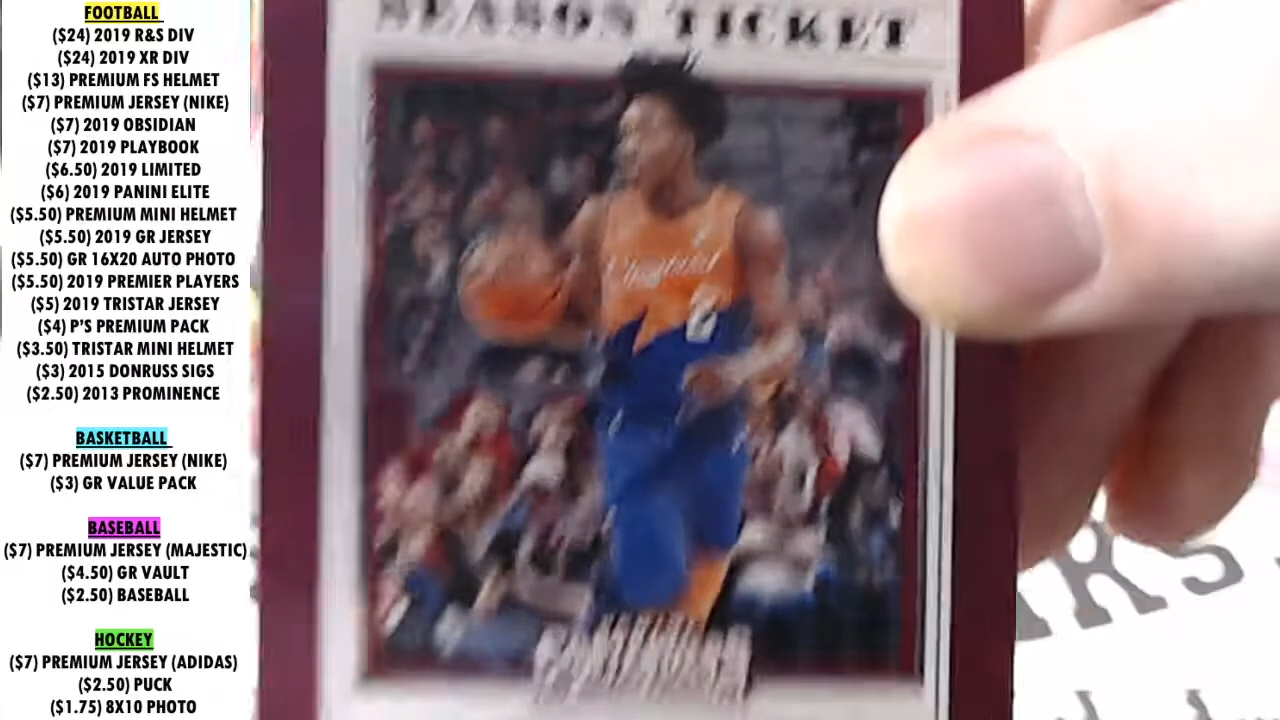 FOOTBALL
($24) 2019 R&S DIV
($24) 2019 XR DIV
($13) PREMIUM FS HELMET
($7) PREMIUM JERSEY (NIKE)
($7) 2019 OBSIDIAN
($7) 2019 PLAYBOOK
($6.50) 2019 LIMITED
($6) 2019 PANINI ELITE
($5.50) PREMIUM MINI HELMET
($5.50) 2019 GR JERSEY
($5.50) GR 16X20 AUTO PHOTO
($5.50) 2019 PREMIER PLAYERS
($5) 2019 TRISTAR JERSEY
($4) P'S PREMIUM PACK
($3.50) TRISTAR MINI HELMET
($3) 2015 DONRUSS SIGS
($2.50) 2013 PROMINENCE
BASKETBALL
($7) PREMIUM JERSEY (NIKE)
($3) GR VALUE PACK
BASEBALL
($7) PREMIUM JERSEY (MAJESTIC)
($4.50) GR VAULT
($2.50) BASEBALL
HOCKEY
($7) PREMIUM JERSEY (ADIDAS)
($2.50) PUCK
($1.75) 8X10 PHOTO
SEASON TICKET
Cleveland
2